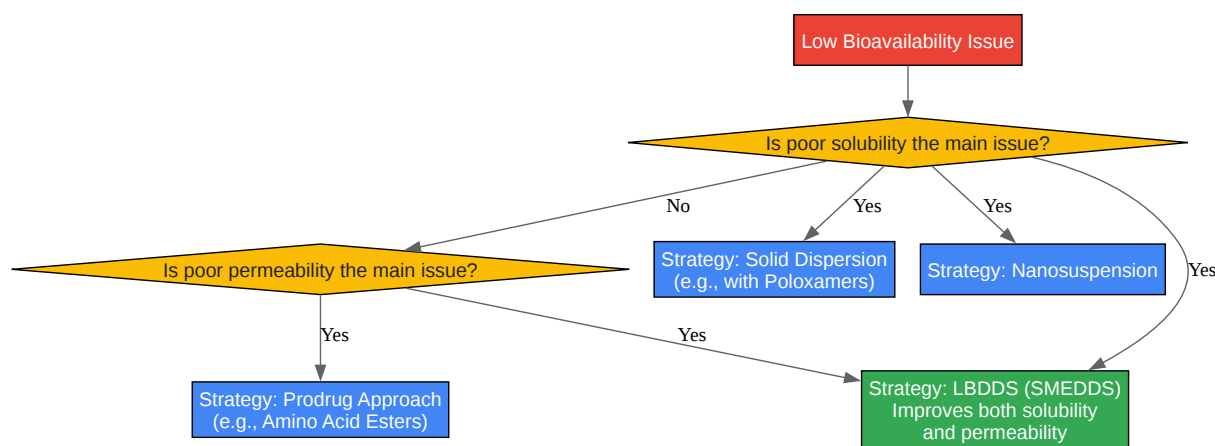 Low Bioavailability Issue
Is poor solubility the main issue?
No
Yes
Yes
Yes
Is poor permeability the main issue?
Strategy: Solid Dispersion
(e.g., with Poloxamers)
Strategy: Nanosuspension
Yes
Yes
Strategy: Prodrug Approach
(e.g., Amino Acid Esters)
Strategy: LBDDS (SMEDDS)
Improves both solubility
and permeability